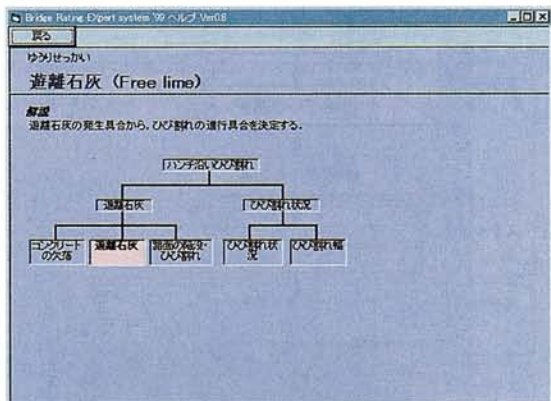 Bridge Rating EXpert system '99 ヘルプ Ver0.8
戻る
ゆうりせっかい
遊離石灰 (Free lime)
解説
遊離石灰の発生具合から、ひび割れの進行具合を決定する。
ハンチ沿いひび割れ
遊離石灰
ひび割れ状況
コンクリート
の欠落
遊離石灰
路面の陥没・
ひび割れ
ひび割れ状
況
ひび割れ幅